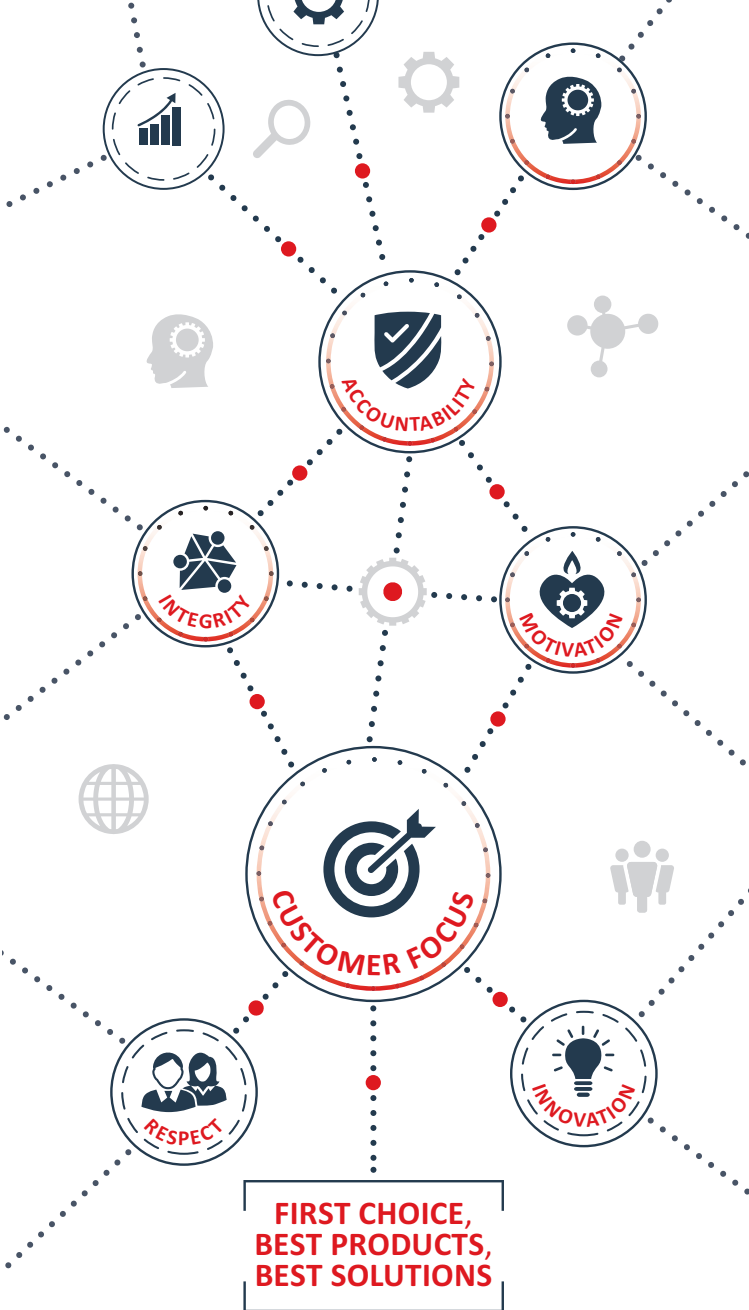 ACCOUNTABILITY
INTEGRITY
MOTIVATION
CUSTOMER FOCUS
RESPECT
INNOVATION
FIRST CHOICE,
BEST PRODUCTS,
BEST SOLUTIONS